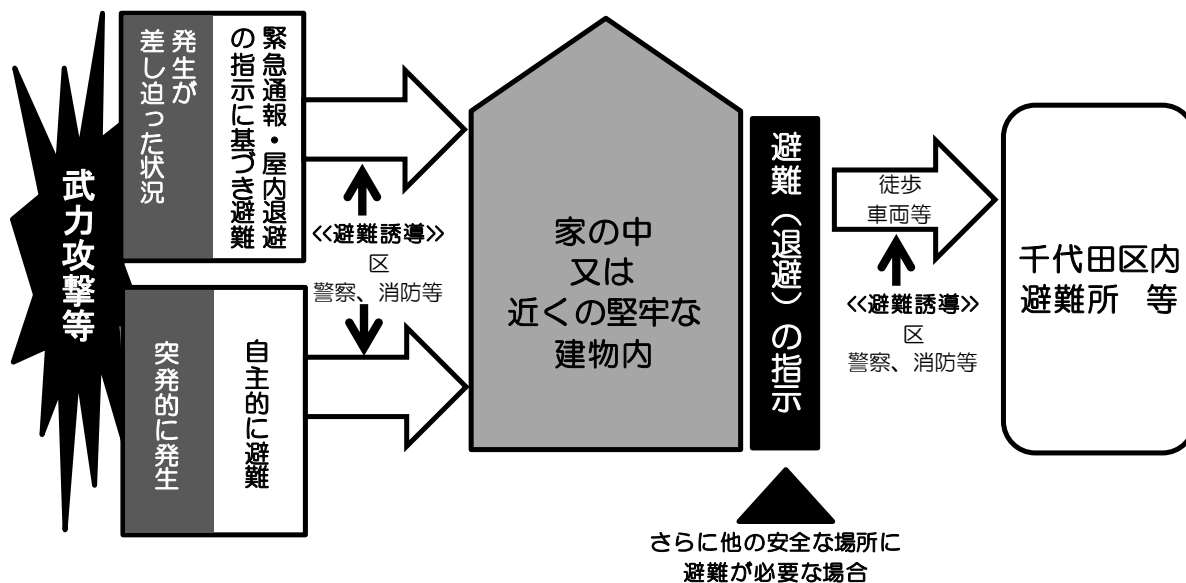 武力攻撃等
発生が
差し迫った状況
緊急通報・屋内退避
の指示に基づき避難
突発的に発生
自主的に避難
≪避難誘導≫
区
警察、消防等
家の中
又は
近くの堅牢な
建物内
避難（退避）の指示
さらに他の安全な場所に
避難が必要な場合
徒歩
車両等
≪避難誘導≫
区
警察、消防等
千代田区内
避難所　等